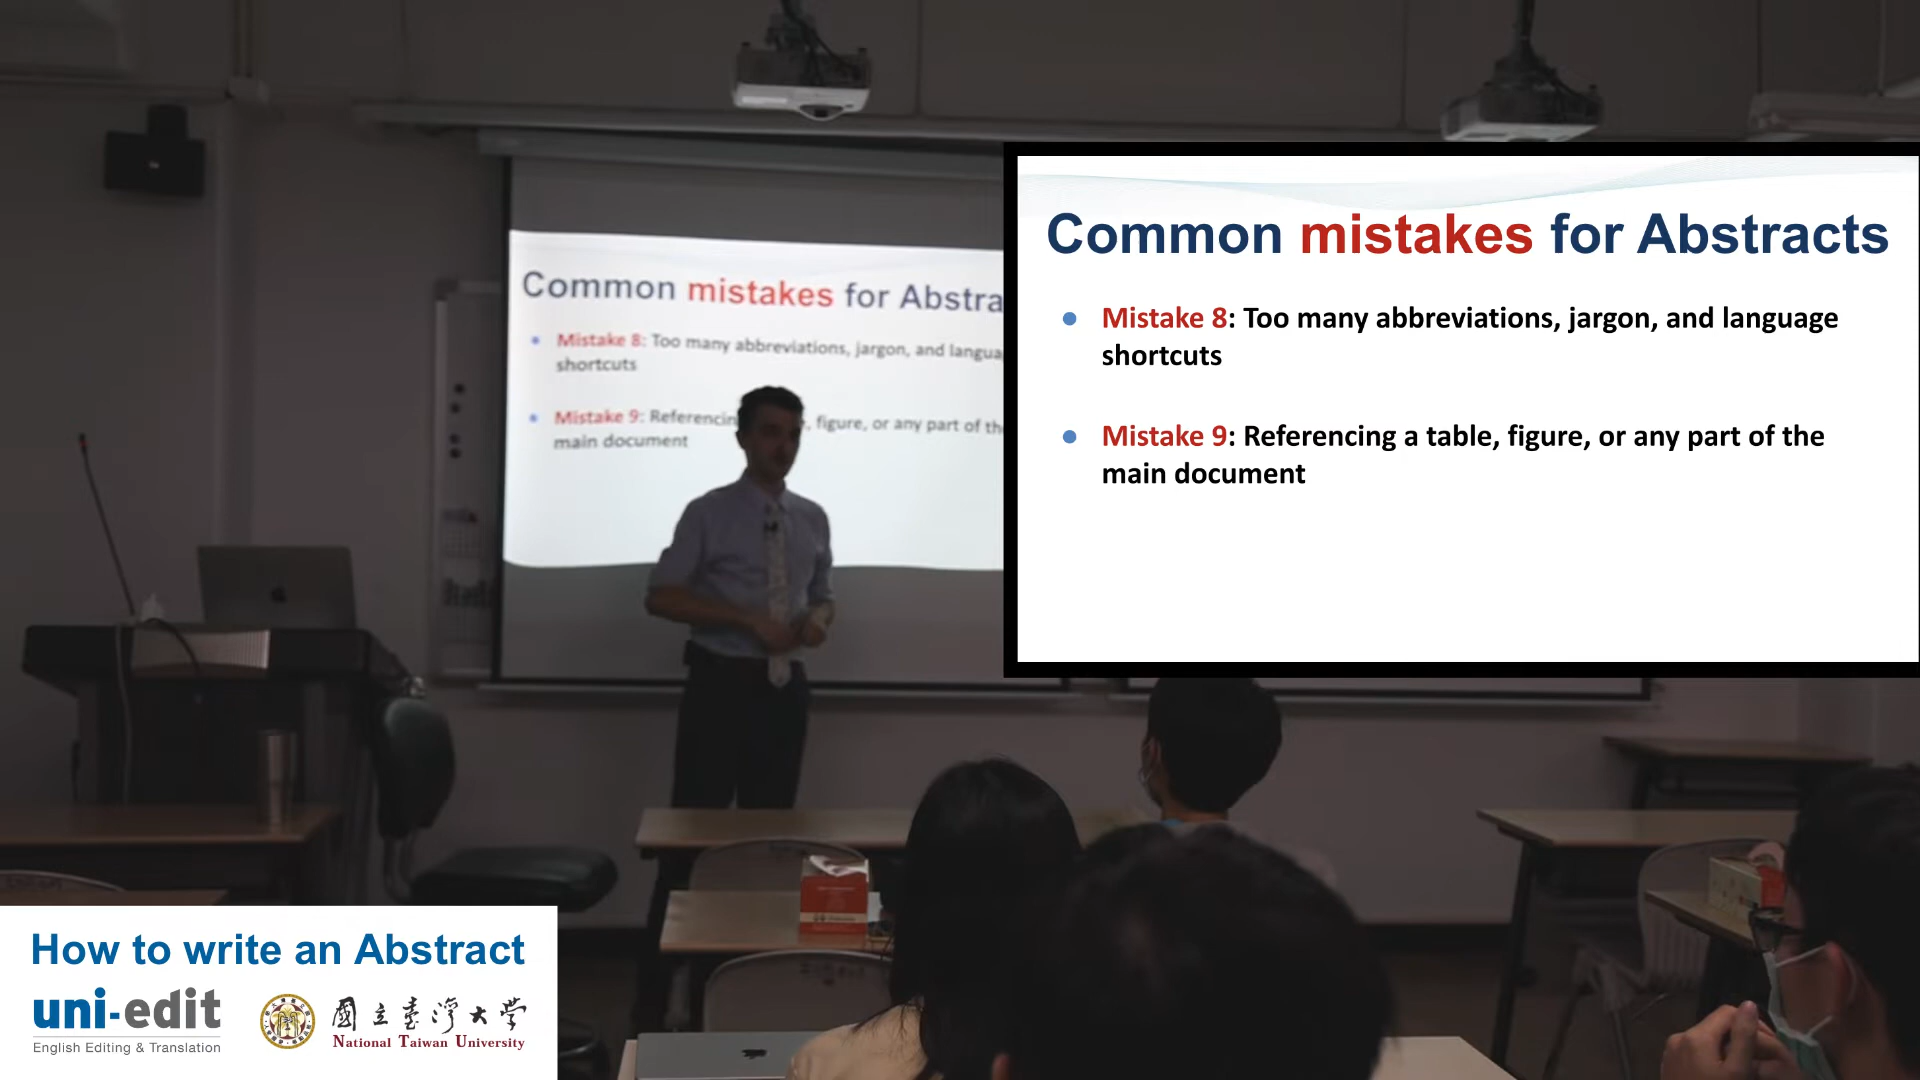 Common mistakes for Abstra
Mistake 8: Too many abbreviations, jargon, and langua
shortcuts
Mistake 9: Referencin , figure, or any part of th
main document
Common mistakes for Abstracts
Mistake 8: Too many abbreviations, jargon, and language
shortcuts
Mistake 9: Referencing a table, figure, or any part of the
main document
How to write an Abstract
uni-edit
English Editing & Translation
國立臺灣大學
National Taiwan University